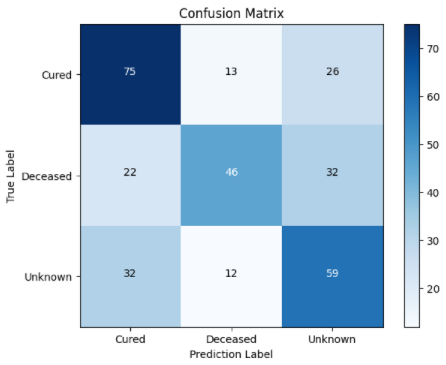 Confusion Matrix
Cured
75
13
26
Deceased
22
46
32
Unknown
32
12
59
Cured
Deceased
Unknown
True Label
Prediction Label
70
60
50
40
30
20